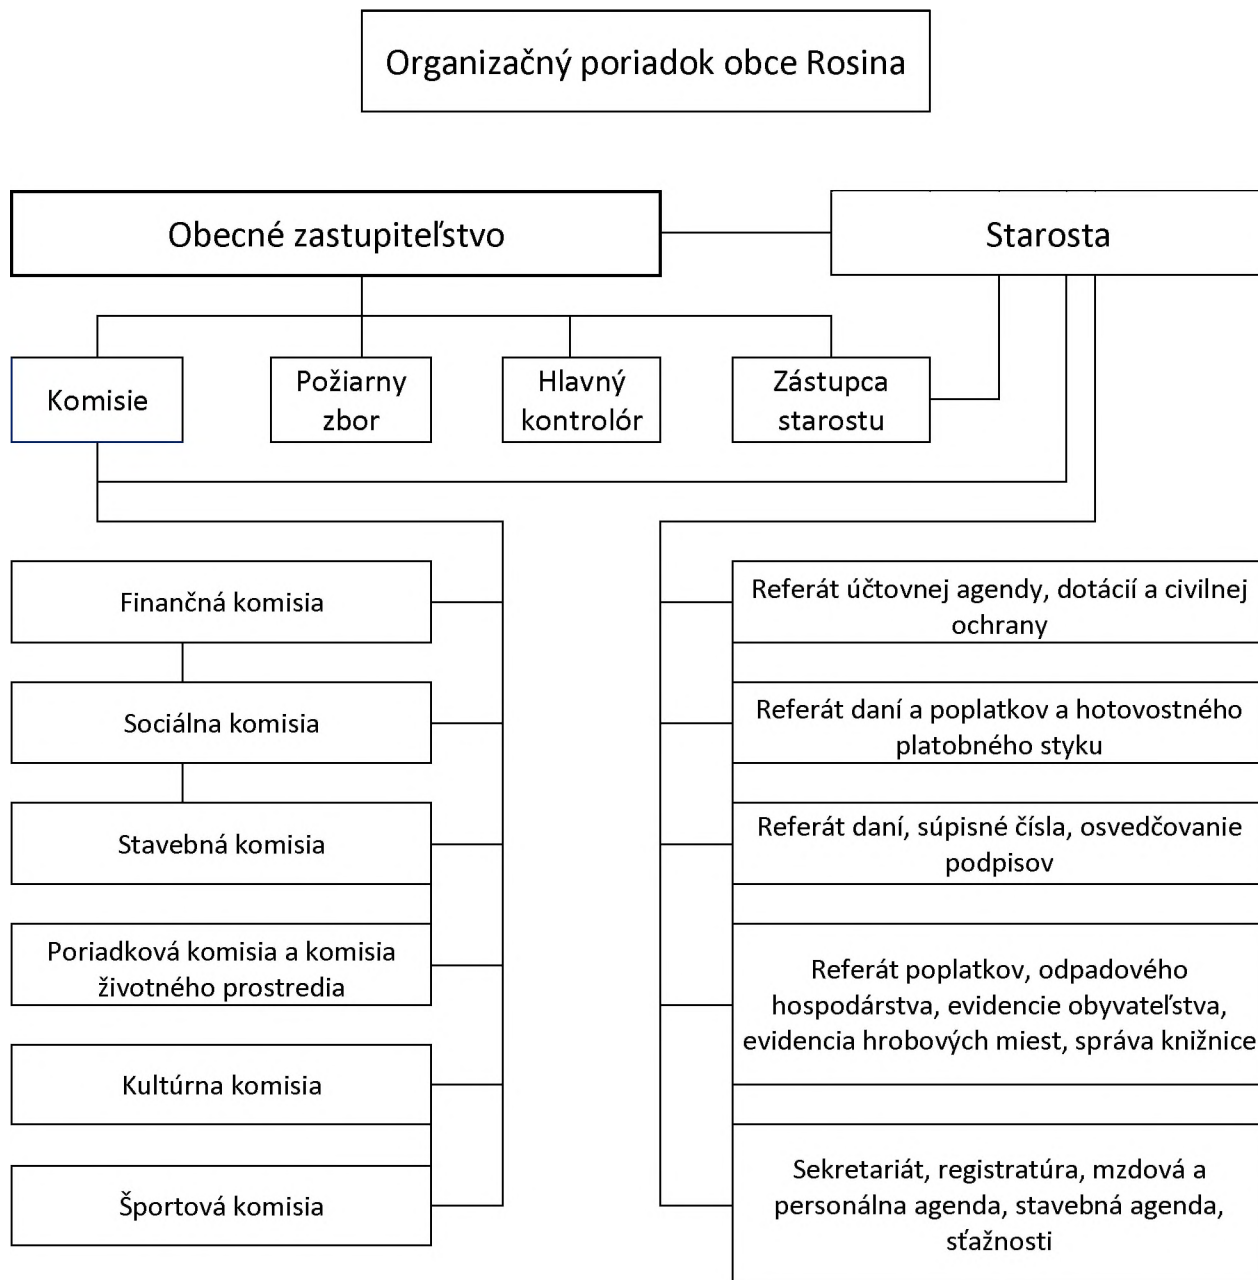 Organizačný poriadok obce Rosina
Obecné zastupiteľstvo
Starosta
Komisie
Požiarny
zbor
Hlavný
kontrolór
Zástupca
starostu
Finančná komisia
Sociálna komisia
Stavebná komisia
Poriadková komisia a komisia
životného prostredia
Kultúrna komisia
Športová komisia
Referát účtovnej agendy, dotácií a civilnej
ochrany
Referát daní a poplatkov a hotovostného
platobného styku
Referát daní, súpisné čísla, osvedčovanie
podpisov
Referát poplatkov, odpadového
hospodárstva, evidencie obyvateľstva,
evidencia hrobových miest, správa knižnice
Sekretariát, registratúra, mzdová a
personálna agenda, stavebná agenda,
sťažnosti